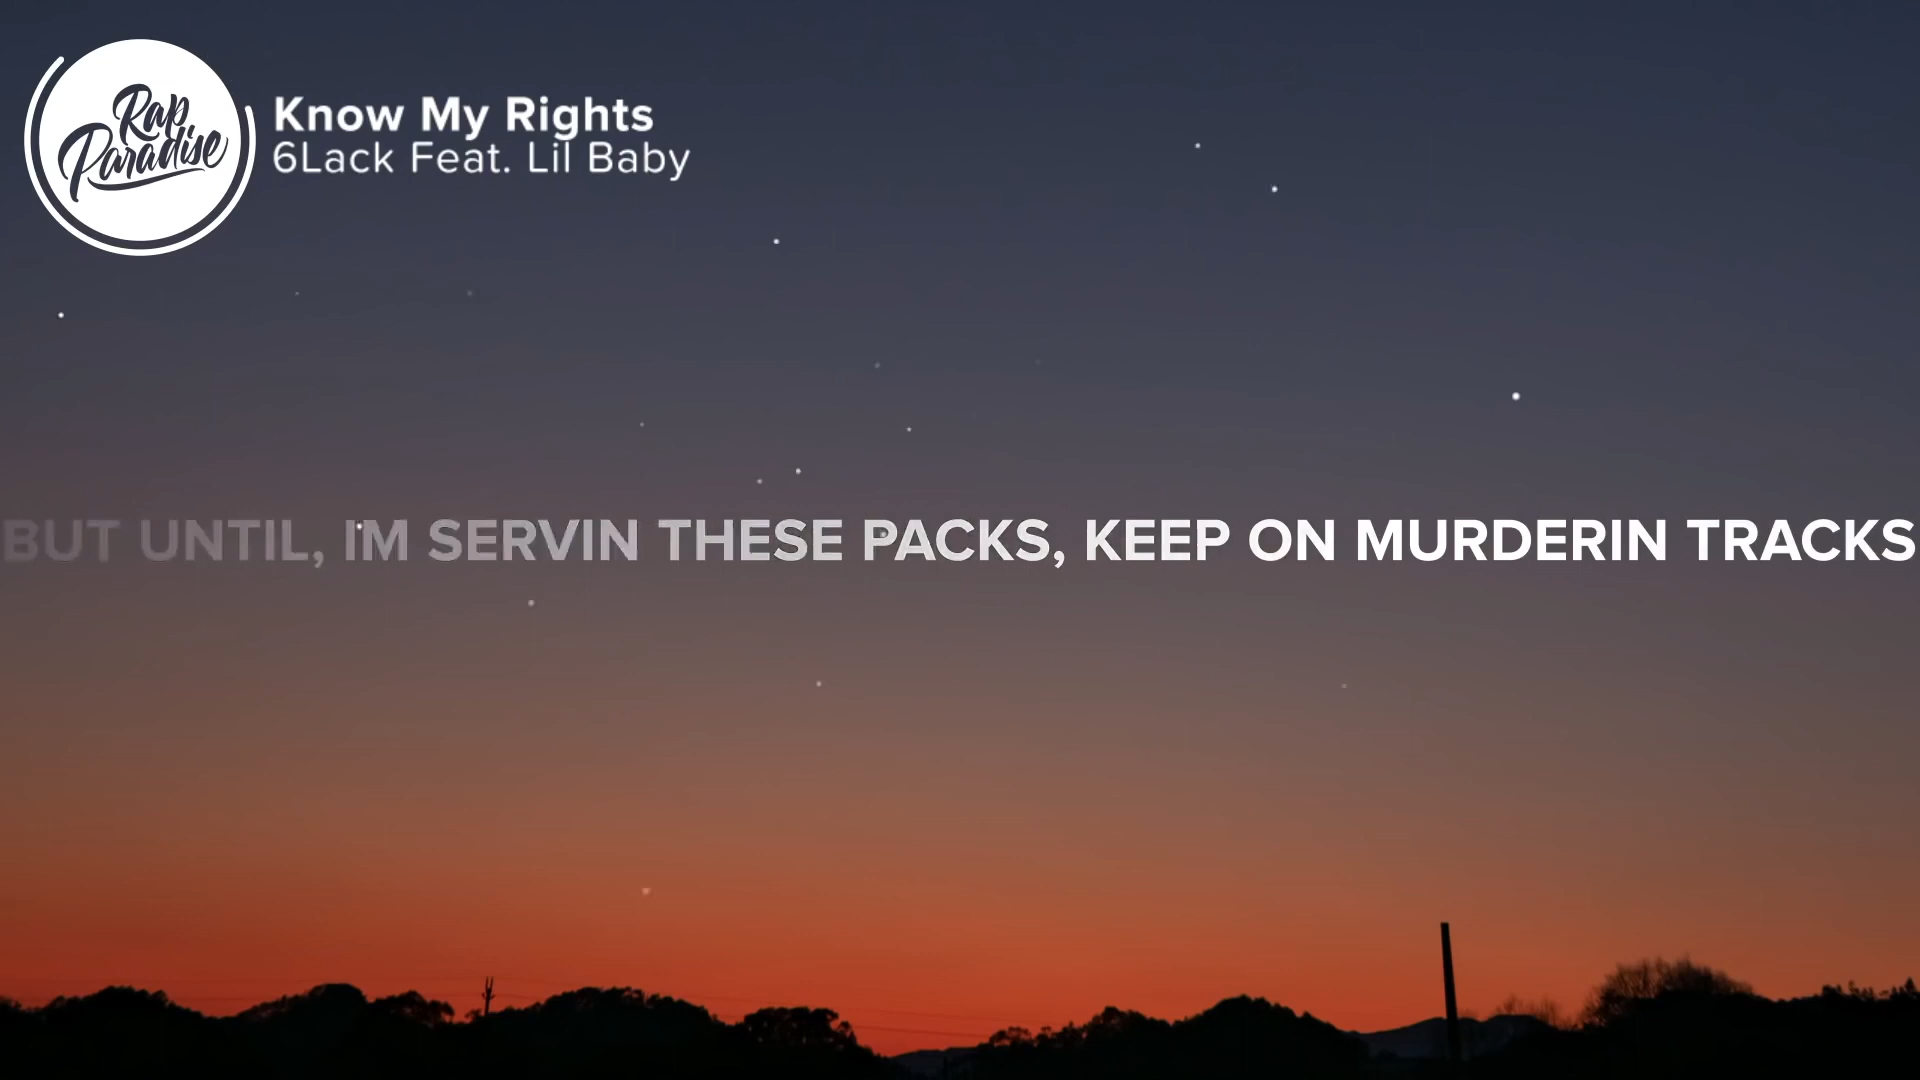 Rap
Paradise
Know My Rights
6Lack Feat. Lil Baby
BUT UNTIL, IM SERVIN THESE PACKS, KEEP ON MURDERIN TRACKS